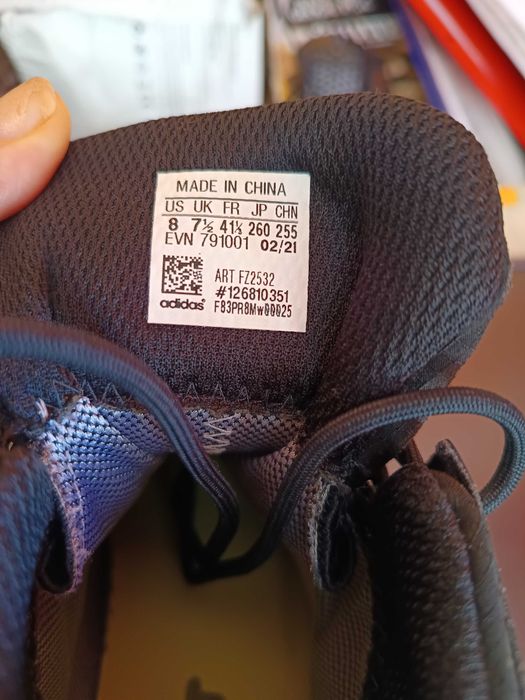 MADE IN CHINA
US UK FR JP CHN
8 7½ 41⅓ 260 255
EVN 791001 02/21
ART FZ2532
#126810351
adidas® F83PR8Mw00025